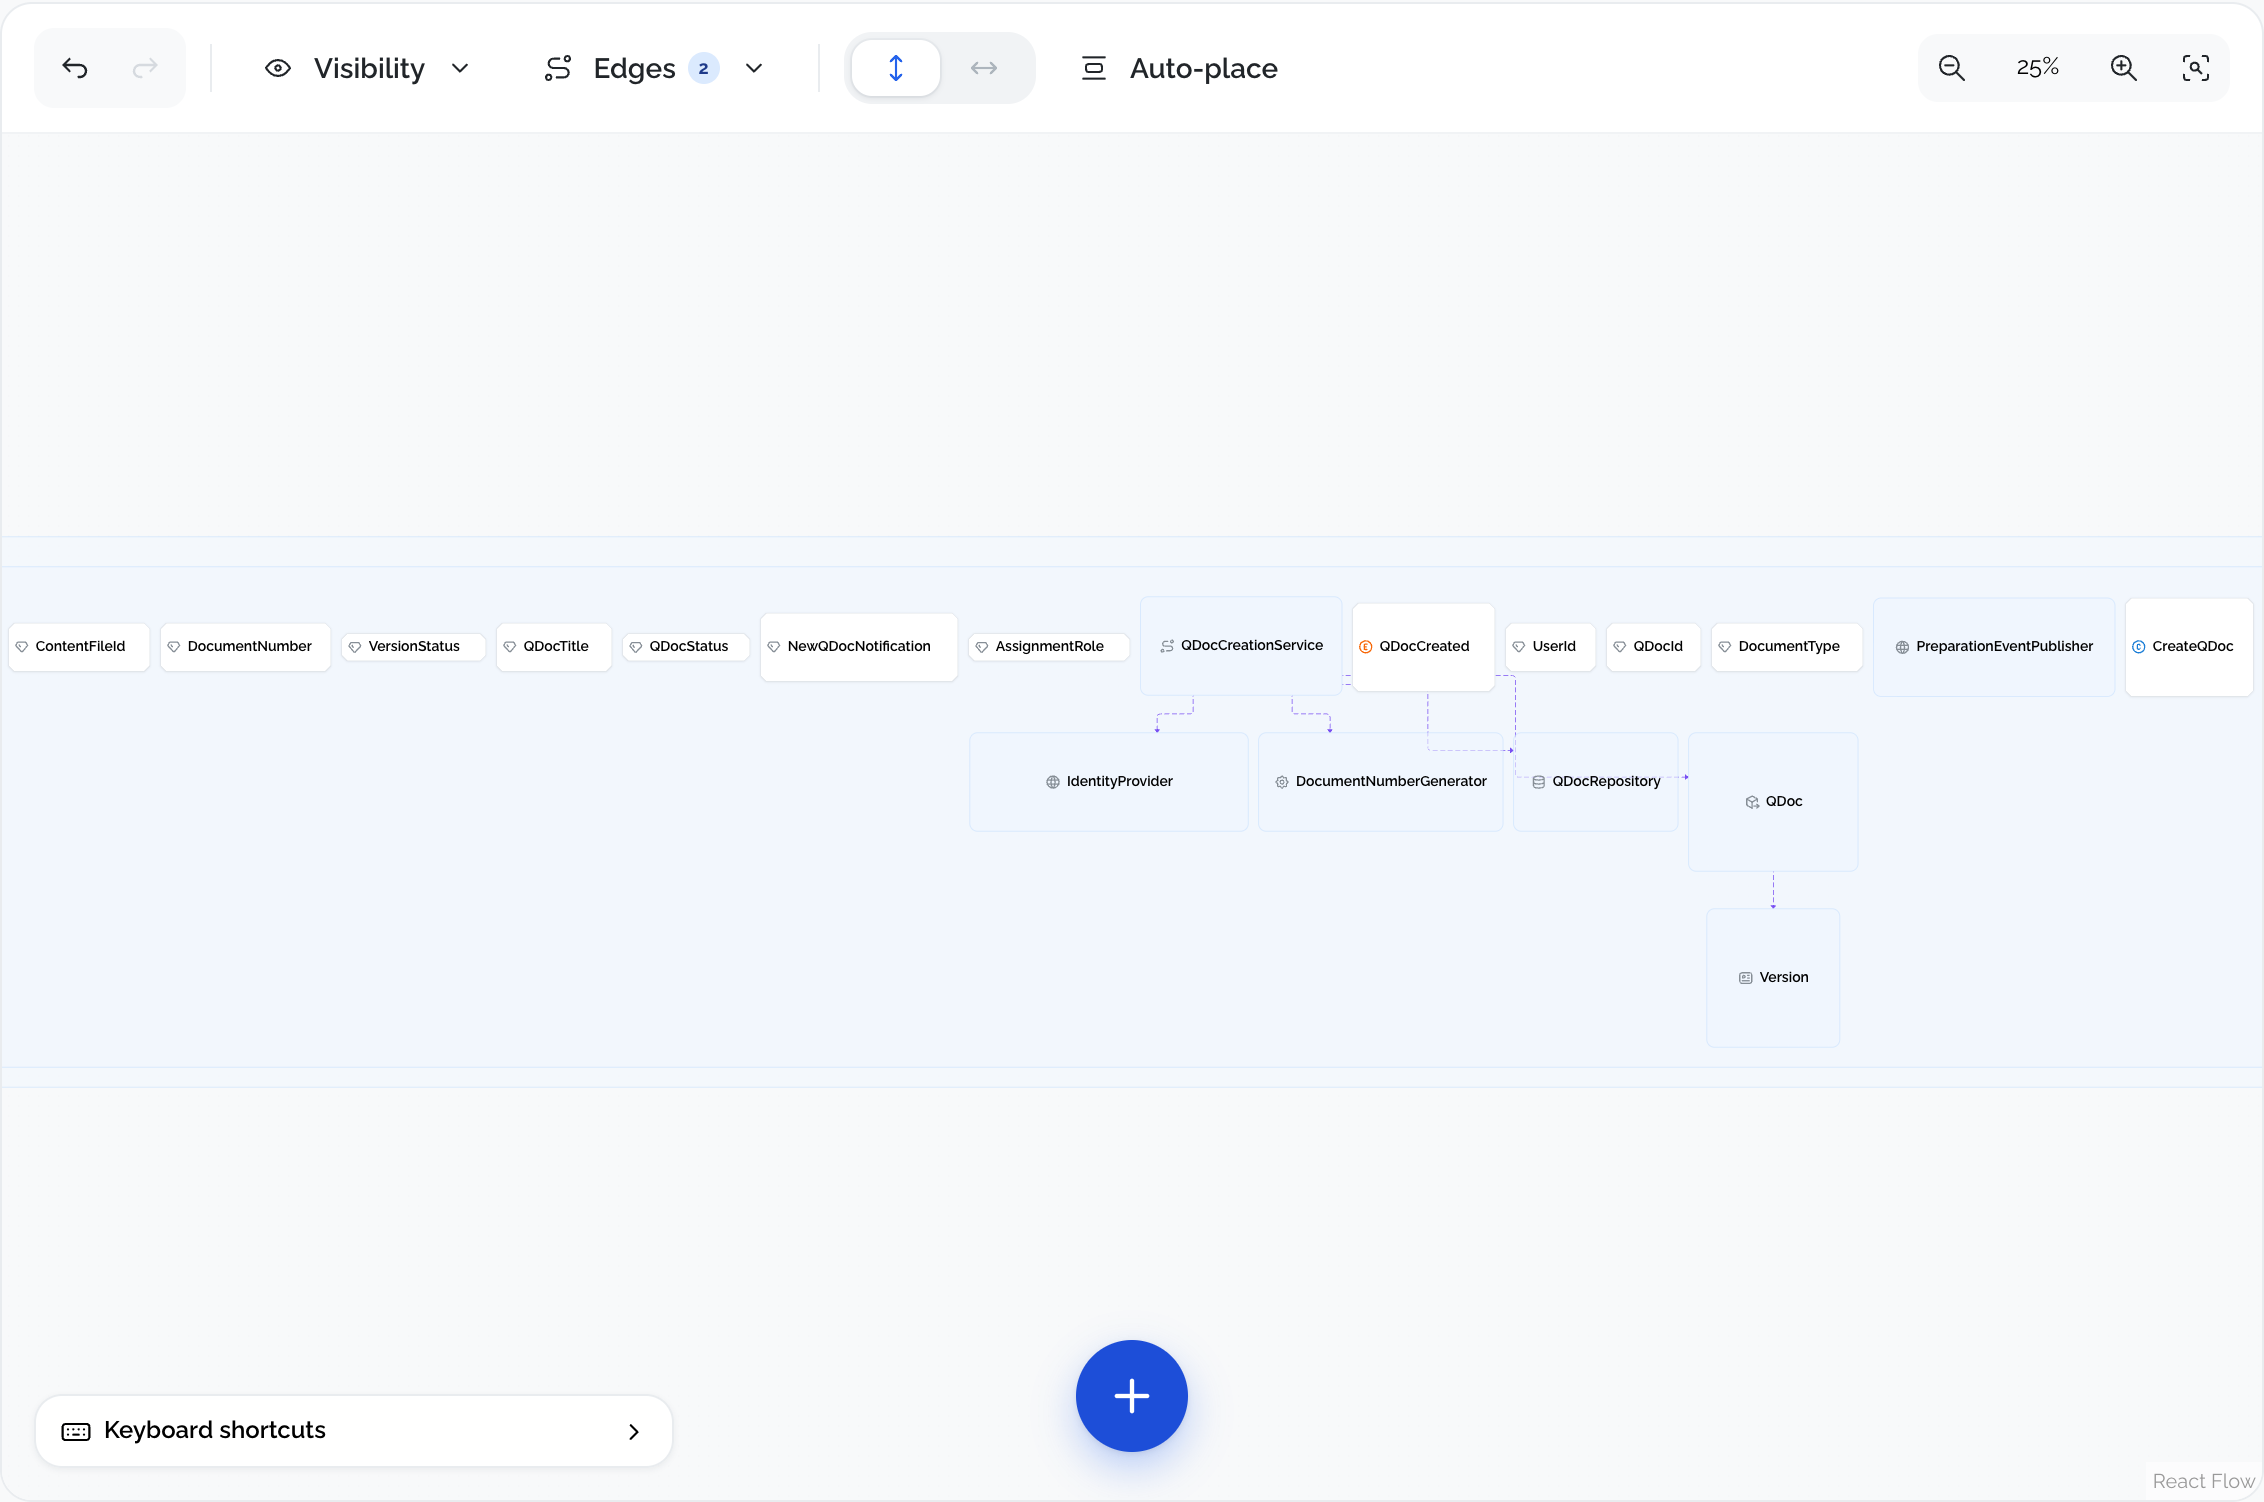 Visibility
Edges 2
Auto-place
25%
ContentFileId
DocumentNumber
VersionStatus
QDocTitle
QDocStatus
NewQDocNotification
AssignmentRole
QDocCreationService
E QDocCreated
UserId
QDocId
DocumentType
PreparationEventPublisher
C CreateQDoc
IdentityProvider
DocumentNumberGenerator
QDocRepository
QDoc
Version
Keyboard shortcuts
React Flow